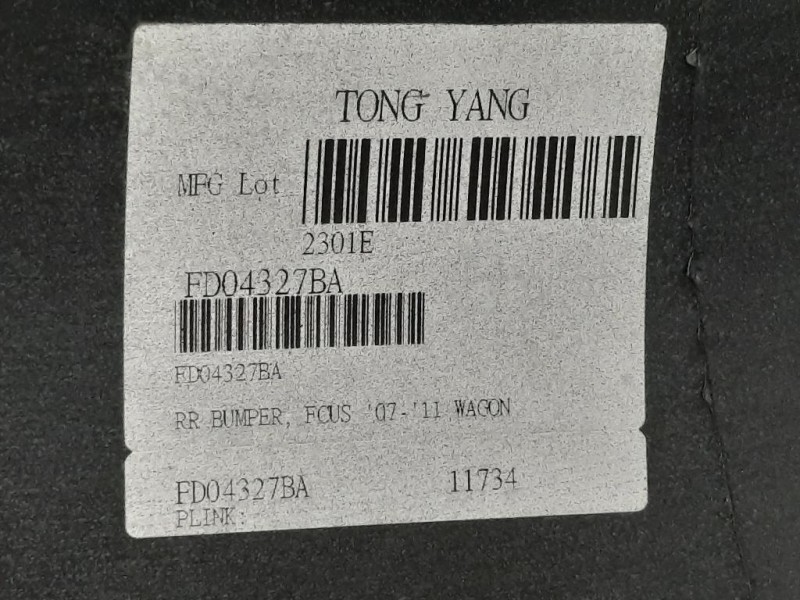 TONG YANG
MFG Lot
2301E
FD04327BA
FD04327BA
RR BUMPER, FCUS '07-'11 WAGON
FD04327BA 11734
PLINK: